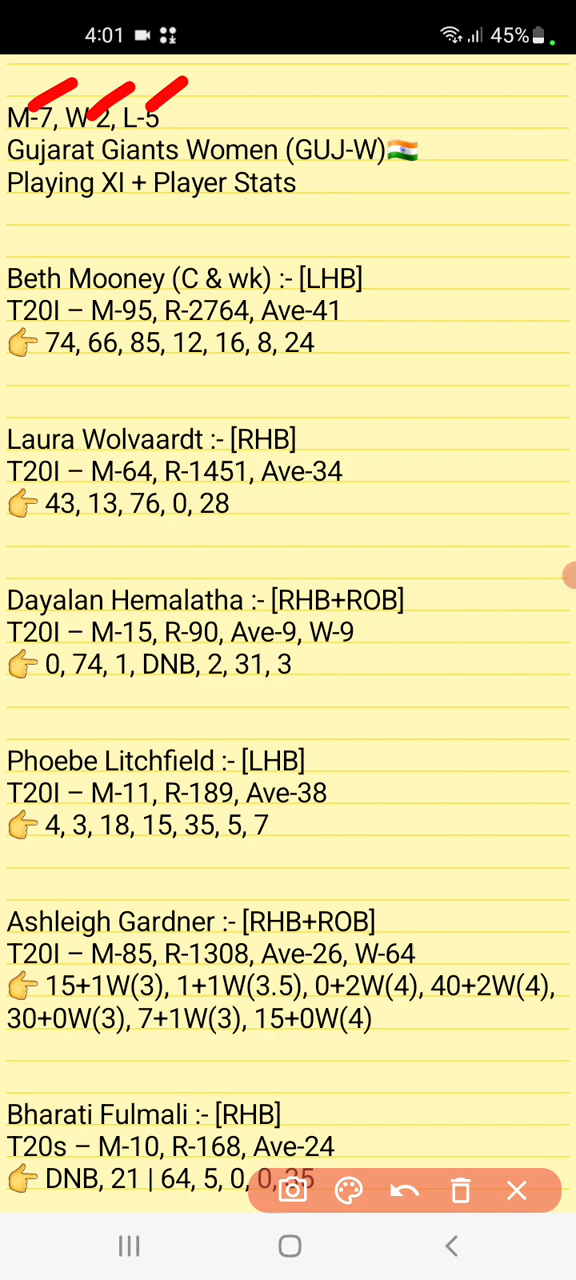 4:01
45%
M-7, W 2, L-5
Gujarat Giants Women (GUJ-W)🇮🇳
Playing XI + Player Stats
Beth Mooney (C & wk) :- [LHB]
T20I – M-95, R-2764, Ave-41
👉 74, 66, 85, 12, 16, 8, 24
Laura Wolvaardt :- [RHB]
T20I – M-64, R-1451, Ave-34
👉 43, 13, 76, 0, 28
Dayalan Hemalatha :- [RHB+ROB]
T20I – M-15, R-90, Ave-9, W-9
👉 0, 74, 1, DNB, 2, 31, 3
Phoebe Litchfield :- [LHB]
T20I – M-11, R-189, Ave-38
👉 4, 3, 18, 15, 35, 5, 7
Ashleigh Gardner :- [RHB+ROB]
T20I – M-85, R-1308, Ave-26, W-64
👉 15+1W(3), 1+1W(3.5), 0+2W(4), 40+2W(4),
30+0W(3), 7+1W(3), 15+0W(4)
Bharati Fulmali :- [RHB]
T20s – M-10, R-168, Ave-24
👉 DNB, 21 | 64, 5, 0, 0,